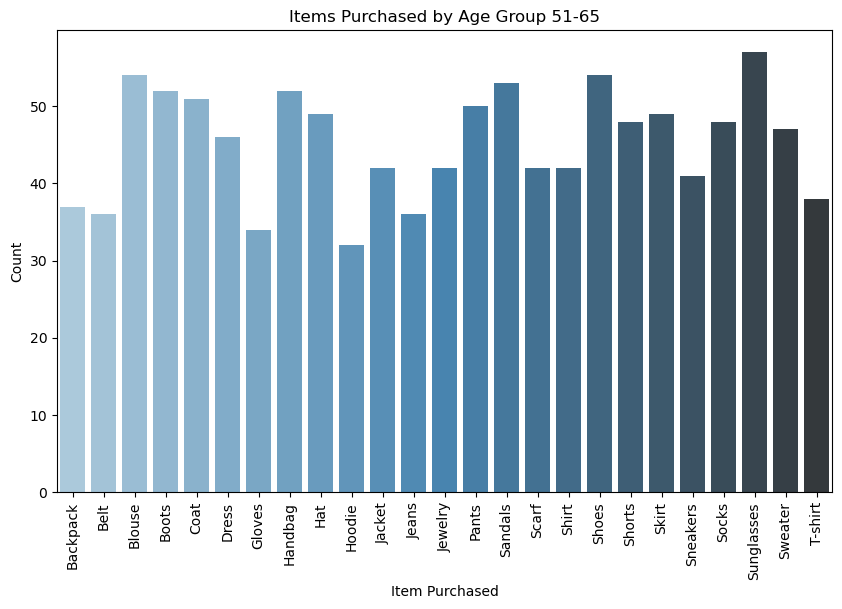 Items Purchased by Age Group 51-65
Count
50
40
30
20
10
0
Backpack
Belt
Blouse
Boots
Coat
Dress
Gloves
Handbag
Hat
Hoodie
Jacket
Jeans
Jewelry
Pants
Sandals
Scarf
Shirt
Shoes
Shorts
Skirt
Sneakers
Socks
Sunglasses
Sweater
T-shirt
Item Purchased